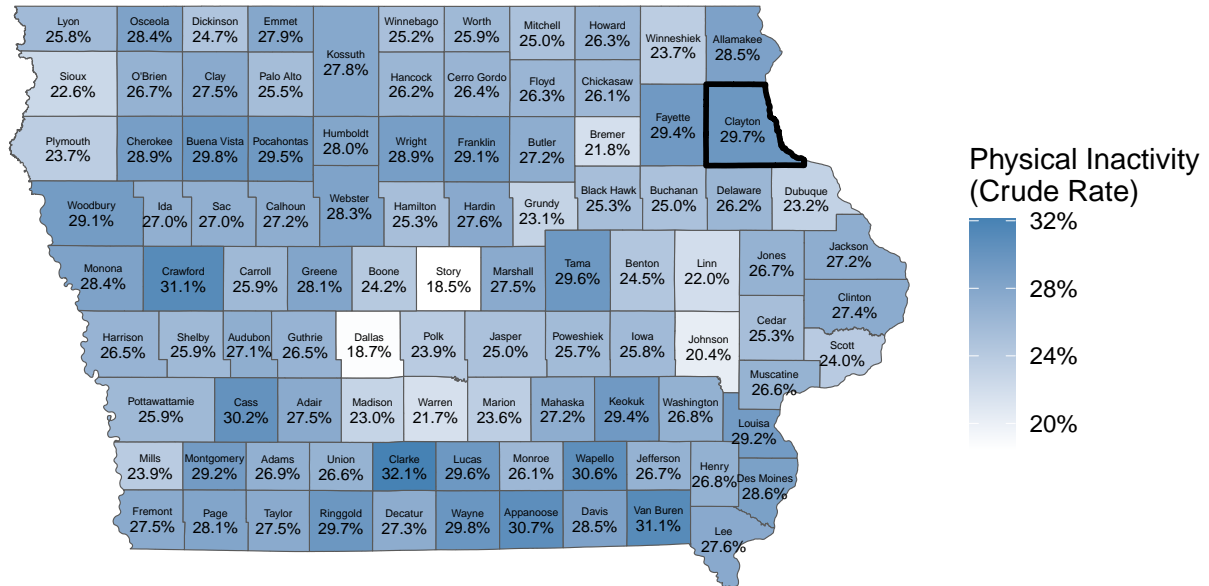 Lyon
25.8%
Osceola
28.4%
Dickinson
24.7%
Emmet
27.9%
Kossuth
27.8%
Winnebago
25.2%
Worth
25.9%
Mitchell
25.0%
Howard
26.3%
Winneshiek
23.7%
Allamakee
28.5%
Sioux
22.6%
O'Brien
26.7%
Clay
27.5%
Palo Alto
25.5%
Hancock
26.2%
Cerro Gordo
26.4%
Floyd
26.3%
Chickasaw
26.1%
Fayette
29.4%
Clayton
29.7%
Plymouth
23.7%
Cherokee
28.9%
Buena Vista
29.8%
Pocahontas
29.5%
Humboldt
28.0%
Wright
28.9%
Franklin
29.1%
Butler
27.2%
Bremer
21.8%
Woodbury
29.1%
Ida
27.0%
Sac
27.0%
Calhoun
27.2%
Webster
28.3%
Hamilton
25.3%
Hardin
27.6%
Grundy
23.1%
Black Hawk
25.3%
Buchanan
25.0%
Delaware
26.2%
Dubuque
23.2%
Monona
28.4%
Crawford
31.1%
Carroll
25.9%
Greene
28.1%
Boone
24.2%
Story
18.5%
Marshall
27.5%
Tama
29.6%
Benton
24.5%
Linn
22.0%
Jones
26.7%
Jackson
27.2%
Clinton
27.4%
Harrison
26.5%
Shelby
25.9%
Audubon
27.1%
Guthrie
26.5%
Dallas
18.7%
Polk
23.9%
Jasper
25.0%
Poweshiek
25.7%
Iowa
25.8%
Johnson
20.4%
Cedar
25.3%
Scott
24.0%
Muscatine
26.6%
Pottawattamie
25.9%
Cass
30.2%
Adair
27.5%
Madison
23.0%
Warren
21.7%
Marion
23.6%
Mahaska
27.2%
Keokuk
29.4%
Washington
26.8%
Louisa
29.2%
Mills
23.9%
Montgomery
29.2%
Adams
26.9%
Union
26.6%
Clarke
32.1%
Lucas
29.6%
Monroe
26.1%
Wapello
30.6%
Jefferson
26.7%
Henry
26.8%
Des Moines
28.6%
Fremont
27.5%
Page
28.1%
Taylor
27.5%
Ringgold
29.7%
Decatur
27.3%
Wayne
29.8%
Appanoose
30.7%
Davis
28.5%
Van Buren
31.1%
Lee
27.6%
Physical Inactivity
(Crude Rate)
32%
28%
24%
20%